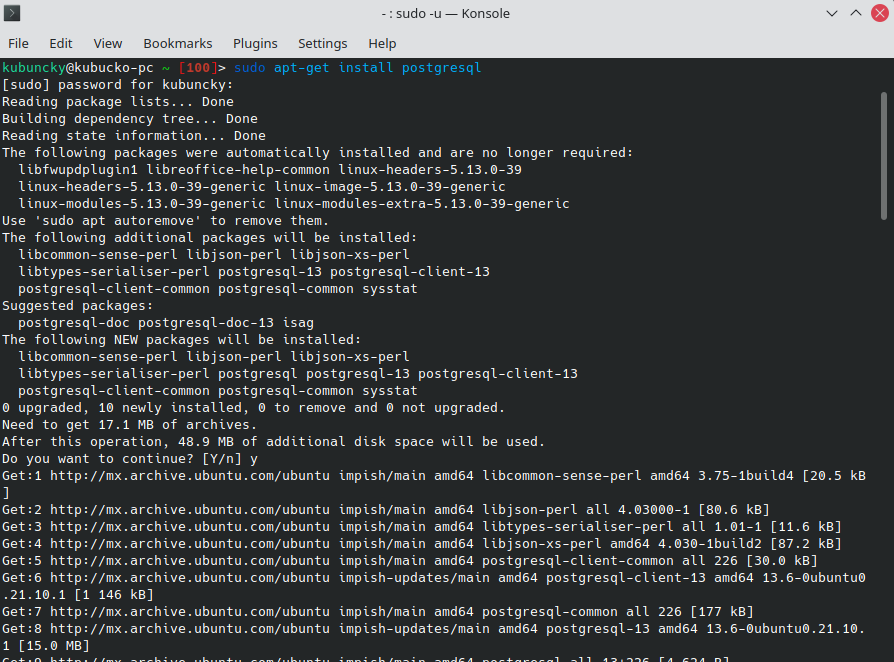 - : sudo -u — Konsole
File Edit View Bookmarks Plugins Settings Help
kubuncky@kubucko-pc ~ [100]> sudo apt-get install postgresql
[sudo] password for kubuncky:
Reading package lists... Done
Building dependency tree... Done
Reading state information... Done
The following packages were automatically installed and are no longer required:
  libfwupdplugin1 libreoffice-help-common linux-headers-5.13.0-39
  linux-headers-5.13.0-39-generic linux-image-5.13.0-39-generic
  linux-modules-5.13.0-39-generic linux-modules-extra-5.13.0-39-generic
Use 'sudo apt autoremove' to remove them.
The following additional packages will be installed:
  libcommon-sense-perl libjson-perl libjson-xs-perl
  libtypes-serialiser-perl postgresql-13 postgresql-client-13
  postgresql-client-common postgresql-common sysstat
Suggested packages:
  postgresql-doc postgresql-doc-13 isag
The following NEW packages will be installed:
  libcommon-sense-perl libjson-perl libjson-xs-perl
  libtypes-serialiser-perl postgresql postgresql-13 postgresql-client-13
  postgresql-client-common postgresql-common sysstat
0 upgraded, 10 newly installed, 0 to remove and 0 not upgraded.
Need to get 17.1 MB of archives.
After this operation, 48.9 MB of additional disk space will be used.
Do you want to continue? [Y/n] y
Get:1 http://mx.archive.ubuntu.com/ubuntu impish/main amd64 libcommon-sense-perl amd64 3.75-1build4 [20.5 kB
]
Get:2 http://mx.archive.ubuntu.com/ubuntu impish/main amd64 libjson-perl all 4.03000-1 [80.6 kB]
Get:3 http://mx.archive.ubuntu.com/ubuntu impish/main amd64 libtypes-serialiser-perl all 1.01-1 [11.6 kB]
Get:4 http://mx.archive.ubuntu.com/ubuntu impish/main amd64 libjson-xs-perl amd64 4.030-1build2 [87.2 kB]
Get:5 http://mx.archive.ubuntu.com/ubuntu impish/main amd64 postgresql-client-common all 226 [30.0 kB]
Get:6 http://mx.archive.ubuntu.com/ubuntu impish-updates/main amd64 postgresql-client-13 amd64 13.6-0ubuntu0
.21.10.1 [1 146 kB]
Get:7 http://mx.archive.ubuntu.com/ubuntu impish/main amd64 postgresql-common all 226 [177 kB]
Get:8 http://mx.archive.ubuntu.com/ubuntu impish-updates/main amd64 postgresql-13 amd64 13.6-0ubuntu0.21.10.
1 [15.0 MB]
Get:9 http://mx.archive.ubuntu.com/ubuntu impish/main amd64 postgresql all 13+226 [4 624 B]